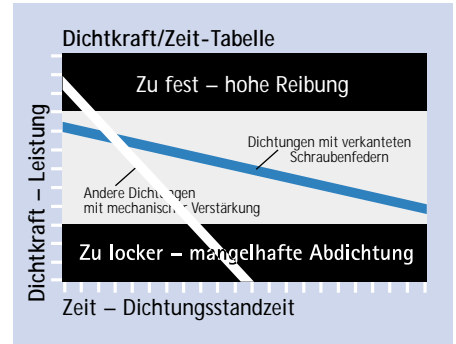 Dichtkraft/Zeit-Tabelle
Zu fest – hohe Reibung
Dichtkraft – Leistung
Dichtungen mit verkanteten
Schraubenfedern
Andere Dichtungen
mit mechanischer Verstärkung
Zu locker – mangelhafte Abdichtung
Zeit – Dichtungsstandzeit